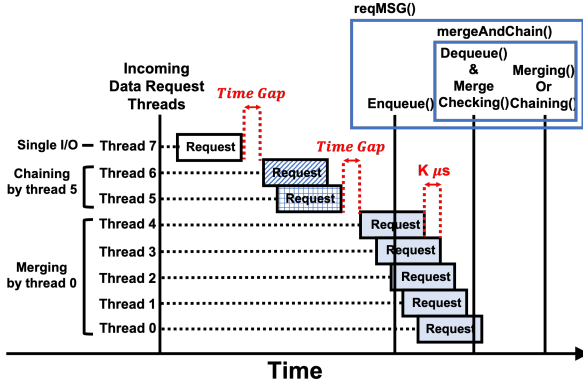 reqMSG()
mergeAndChain()
Incoming
Data Request
Threads
Time Gap
Enqueue()
Dequeue()
&
Merge
Checking()
Merging()
Or
Chaining()
Single I/O
Thread 7
Request
Time Gap
Chaining
by thread 5
Thread 6
Request
K μs
Thread 5
Request
Thread 4
Request
Merging
by thread 0
Thread 3
Request
Thread 2
Request
Thread 1
Request
Thread 0
Request
Time